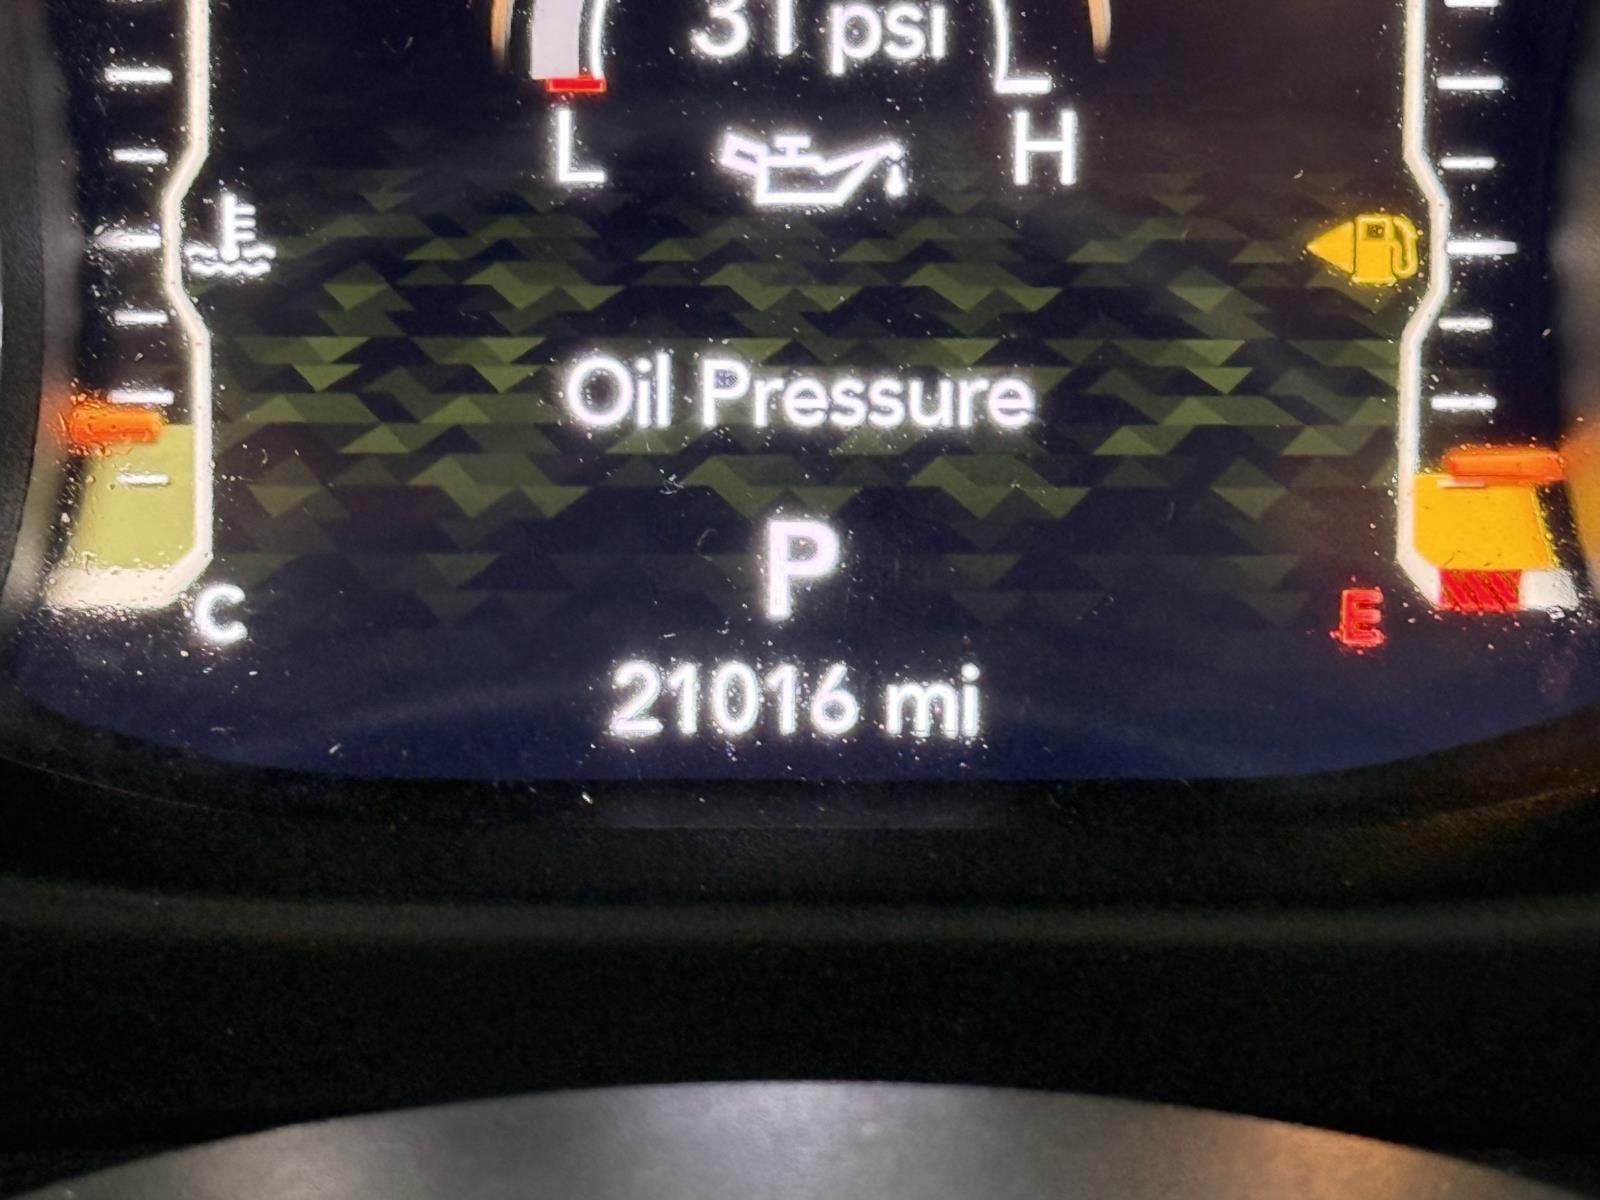 31 psi
L H
Oil Pressure
P
C E
21016 mi